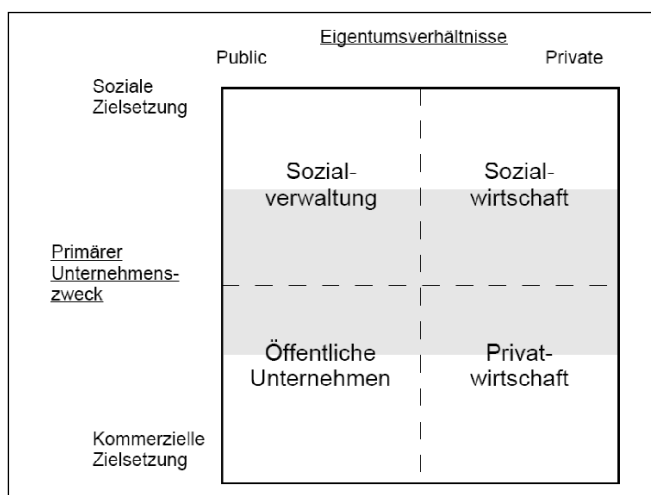 Eigentumsverhältnisse
Public
Private
Soziale
Zielsetzung
Sozial-
verwaltung
Sozial-
wirtschaft
Primärer
Unternehmens-
zweck
Öffentliche
Unternehmen
Privat-
wirtschaft
Kommerzielle
Zielsetzung